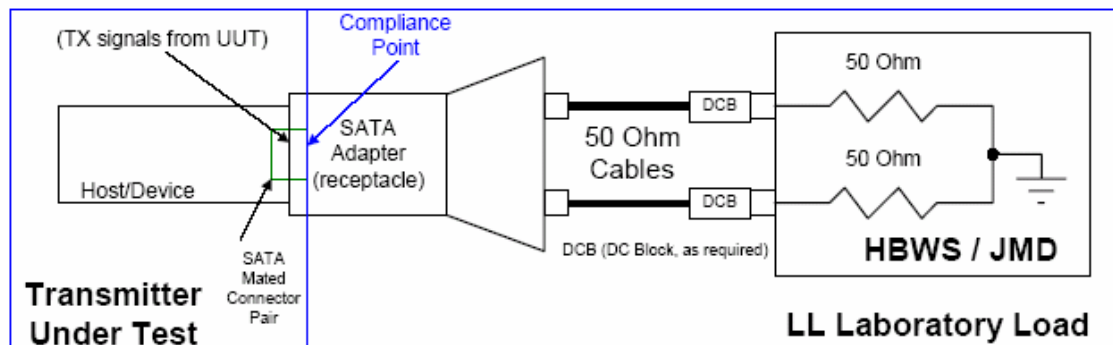 (TX signals from UUT)
Compliance
Point
50 Ohm
DCB
SATA
Adapter
(receptacle)
50 Ohm
Cables
50 Ohm
Host/Device
DCB
SATA
Mated
Connector
Pair
DCB (DC Block, as required)
HBWS / JMD
Transmitter
Under Test
LL Laboratory Load